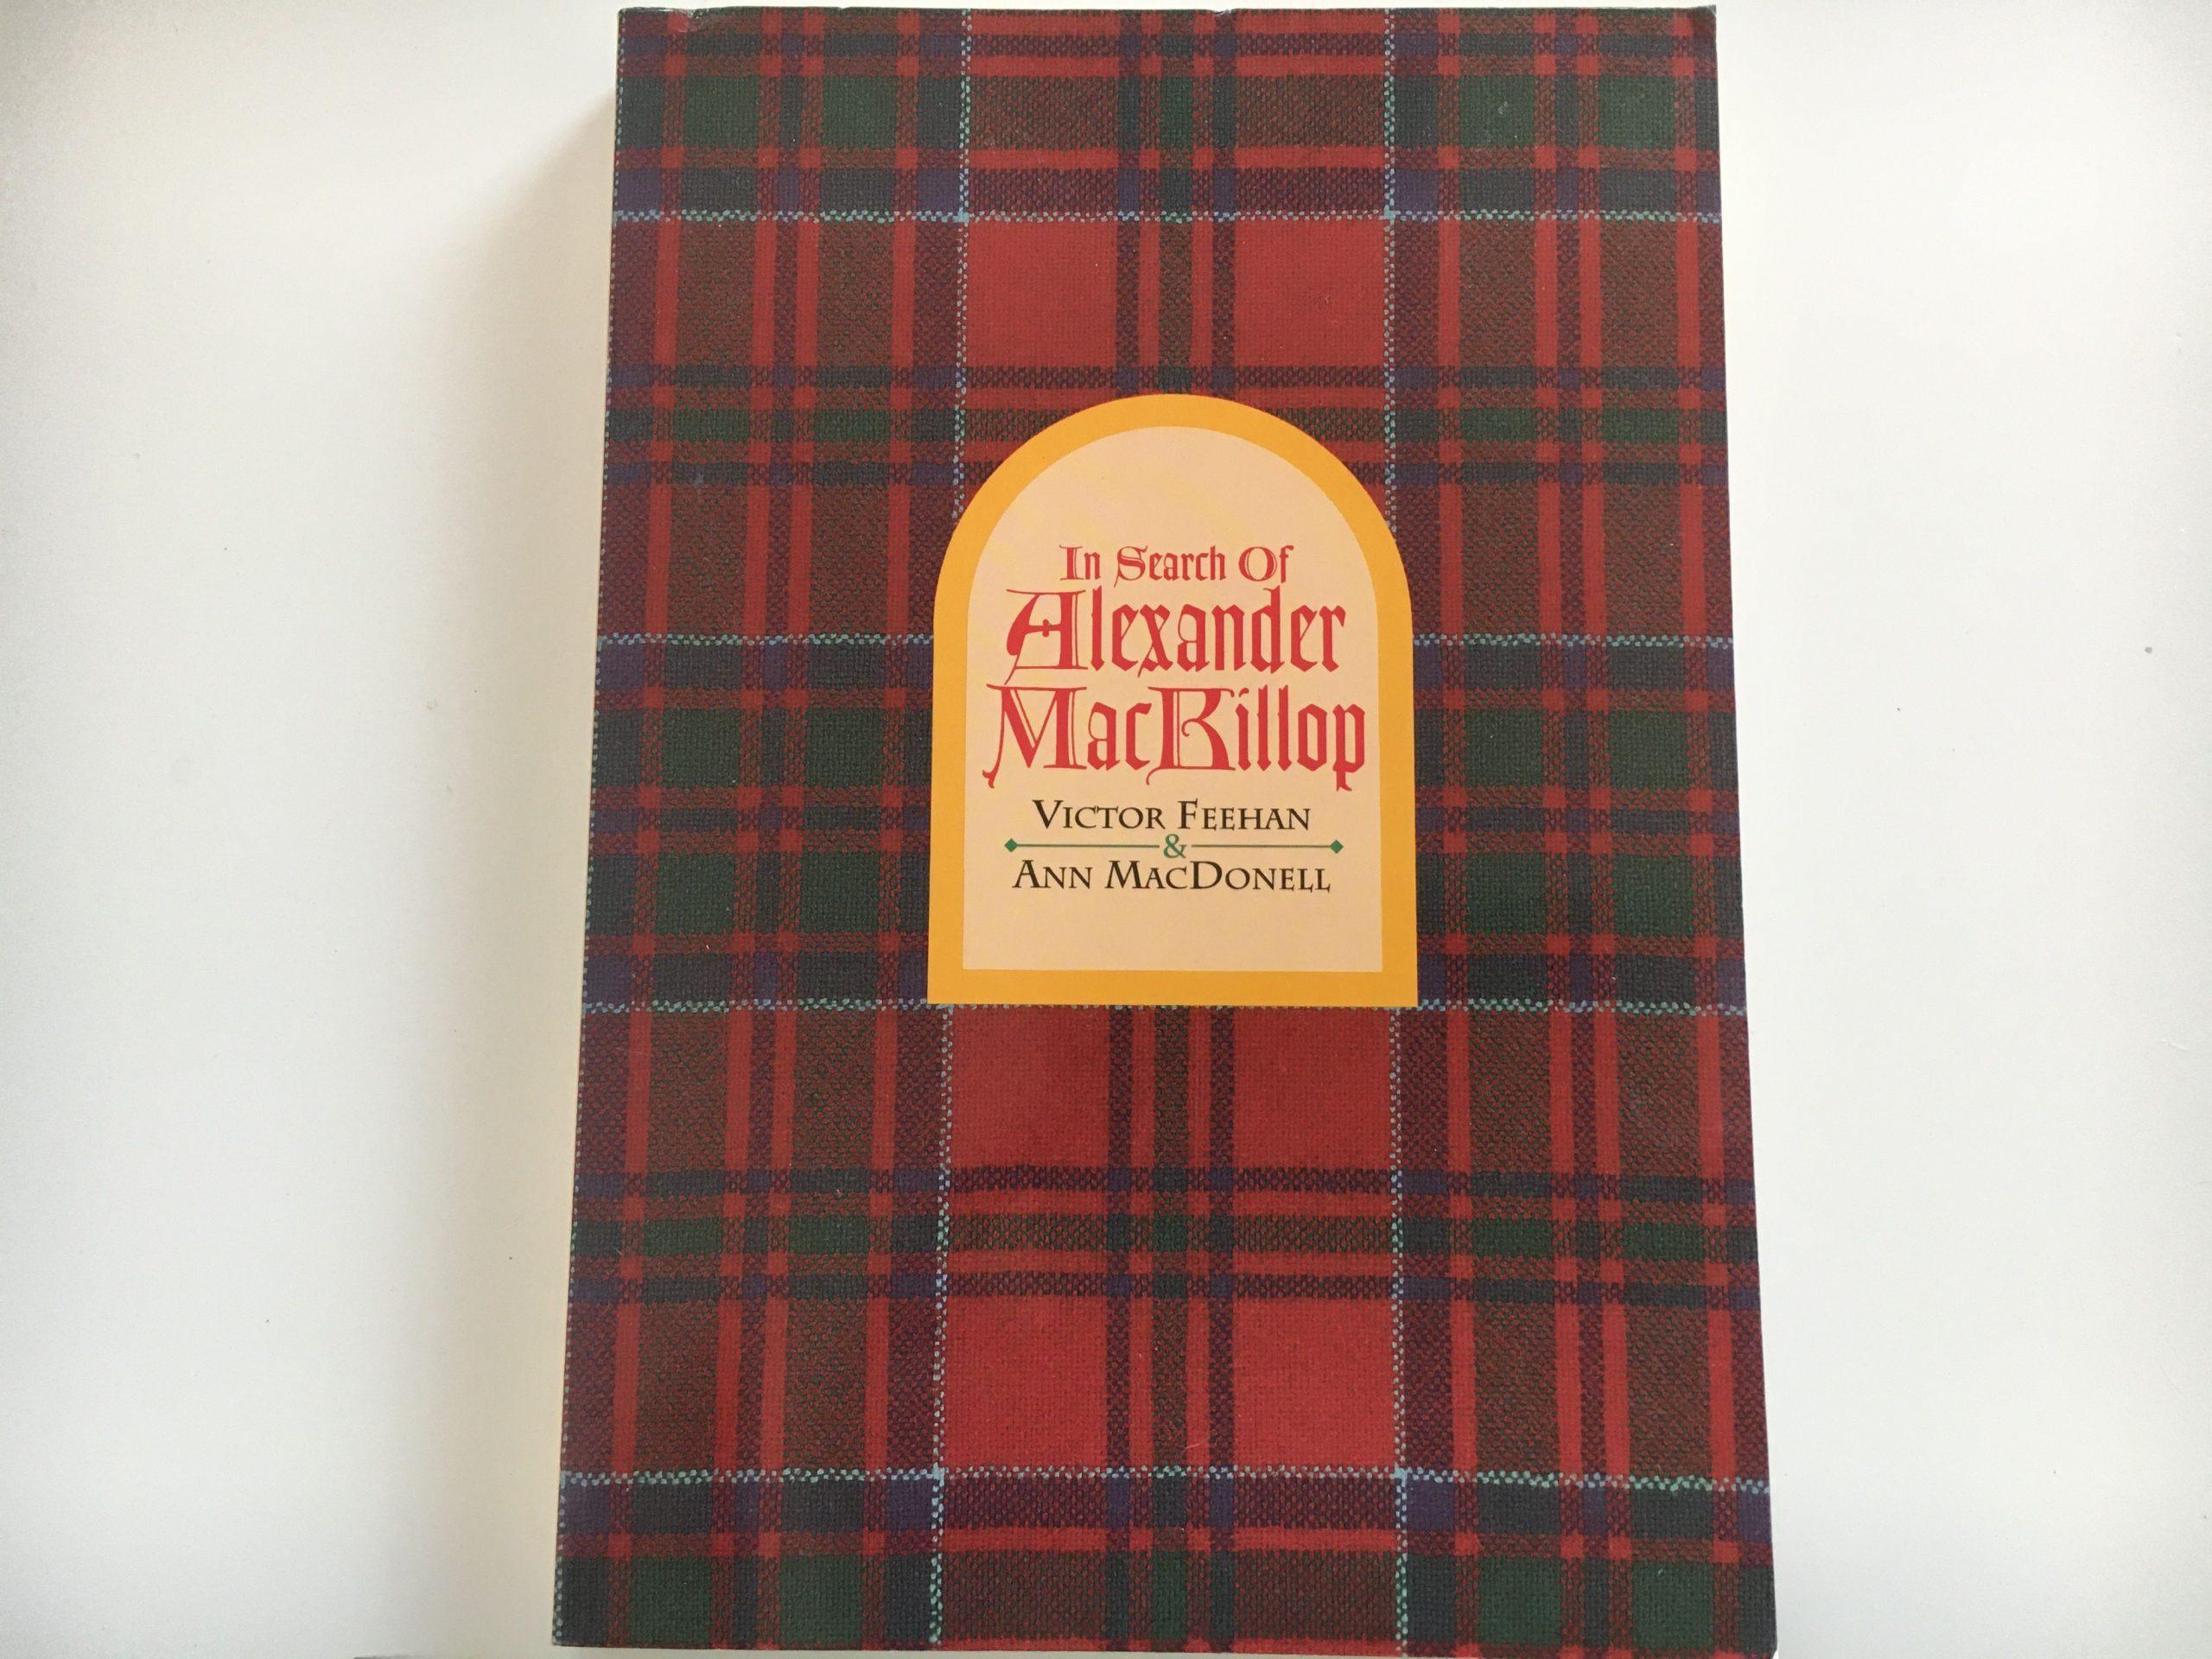 In Search Of
Alexander
MacKillop
Victor Feehan
&
Ann MacDonell